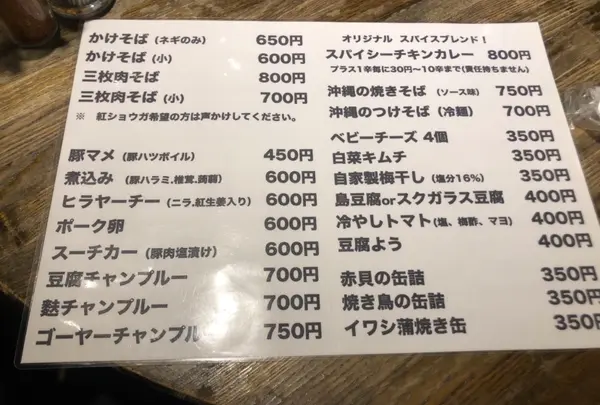 かけそば (ネギのみ) 650円
かけそば (小) 600円
三枚肉そば 800円
三枚肉そば (小) 700円
※ 紅ショウガ希望の方は声かけしてください。
豚マメ (豚ハツボイル) 450円
煮込み (豚ハラミ,椎茸,蒟蒻) 600円
ヒラヤーチー (ニラ,紅生姜入り) 600円
ポーク卵 600円
スーチカー (豚肉塩漬け) 600円
豆腐チャンプルー 700円
麩チャンプルー 700円
ゴーヤーチャンプル 750円
オリジナル スパイスブレンド!
スパイシーチキンカレー 800円
プラス1辛毎に30円〜10辛まで(責任持ちません)
沖縄の焼きそば (ソース味) 750円
沖縄のつけそば (冷麺) 700円
ベビーチーズ 4個 350円
白菜キムチ 350円
自家製梅干し (塩分16%) 350円
島豆腐orスクガラス豆腐 400円
冷やしトマト(塩、梅酢、マヨ) 400円
豆腐よう 400円
赤貝の缶詰 350円
焼き鳥の缶詰 350円
イワシ蒲焼き缶 350円